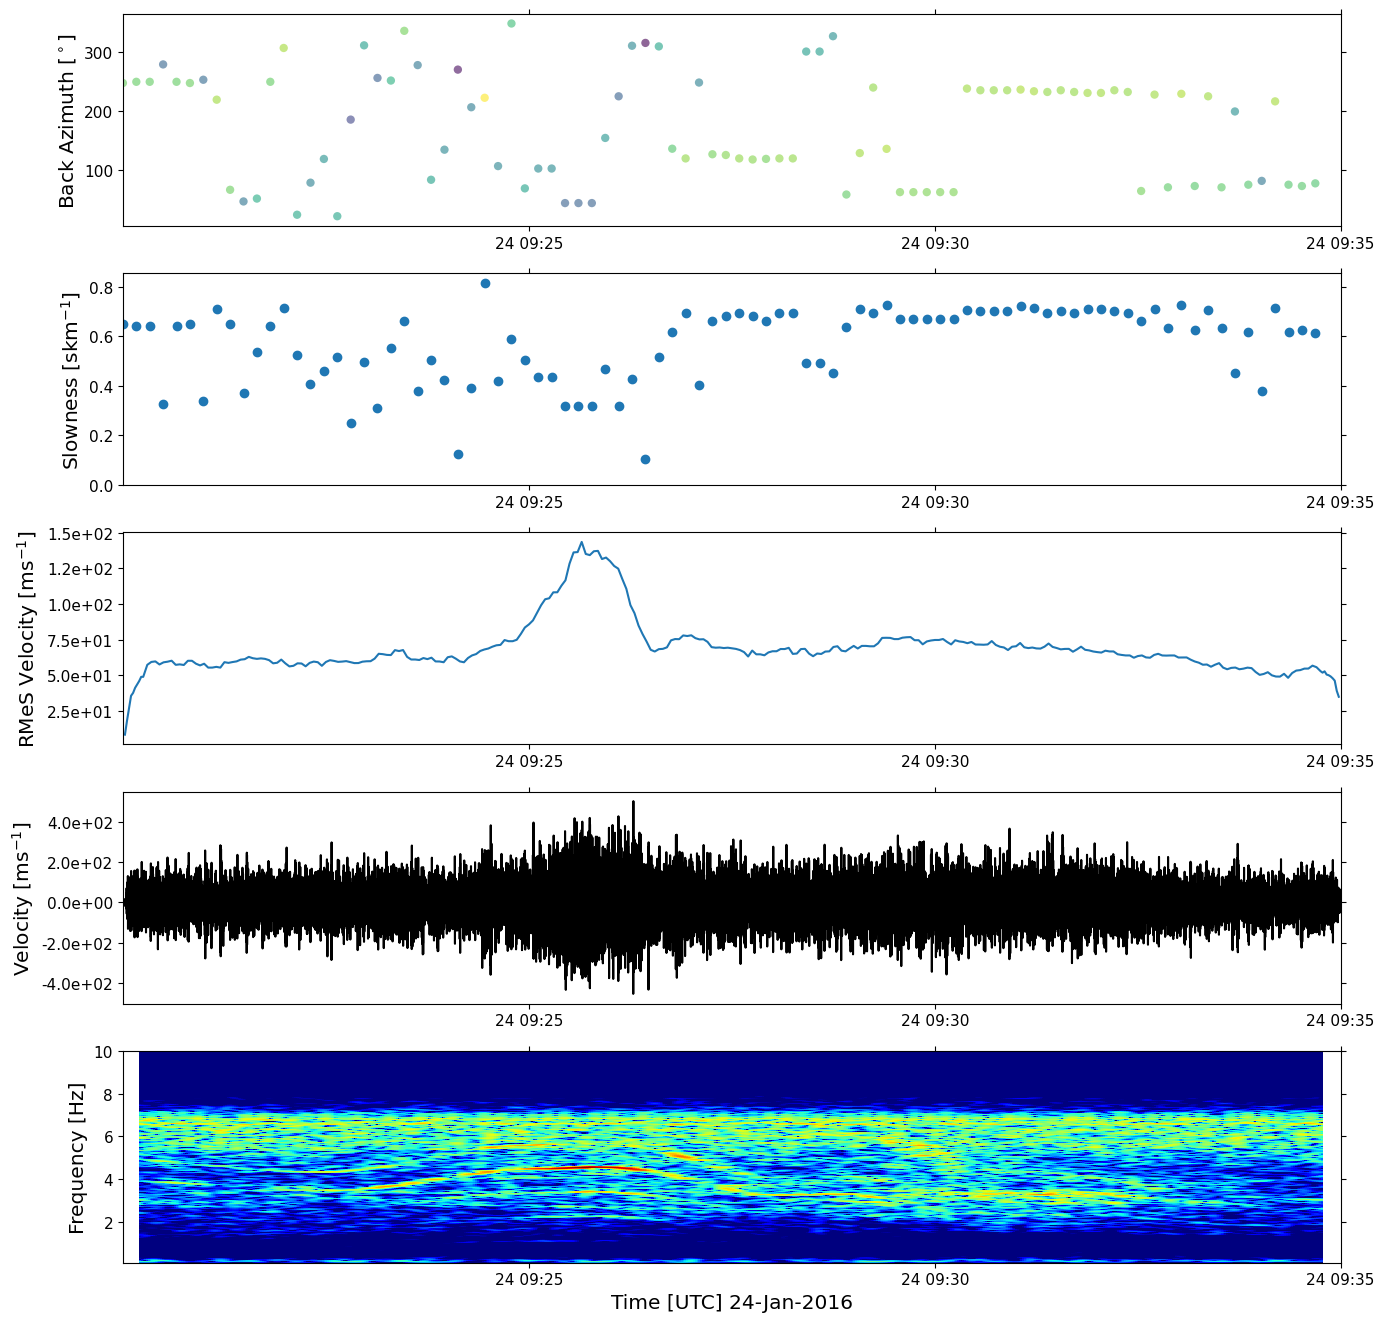 Back Azimuth [°]
300
200
100
24 09:25
24 09:30
24 09:35
Slowness [skm⁻¹]
0.8
0.6
0.4
0.2
0.0
24 09:25
24 09:30
24 09:35
RMeS Velocity [ms⁻¹]
1.5e+02
1.2e+02
1.0e+02
7.5e+01
5.0e+01
2.5e+01
24 09:25
24 09:30
24 09:35
Velocity [ms⁻¹]
4.0e+02
2.0e+02
0.0e+00
-2.0e+02
-4.0e+02
24 09:25
24 09:30
24 09:35
Frequency [Hz]
10
8
6
4
2
24 09:25
24 09:30
24 09:35
Time [UTC] 24-Jan-2016